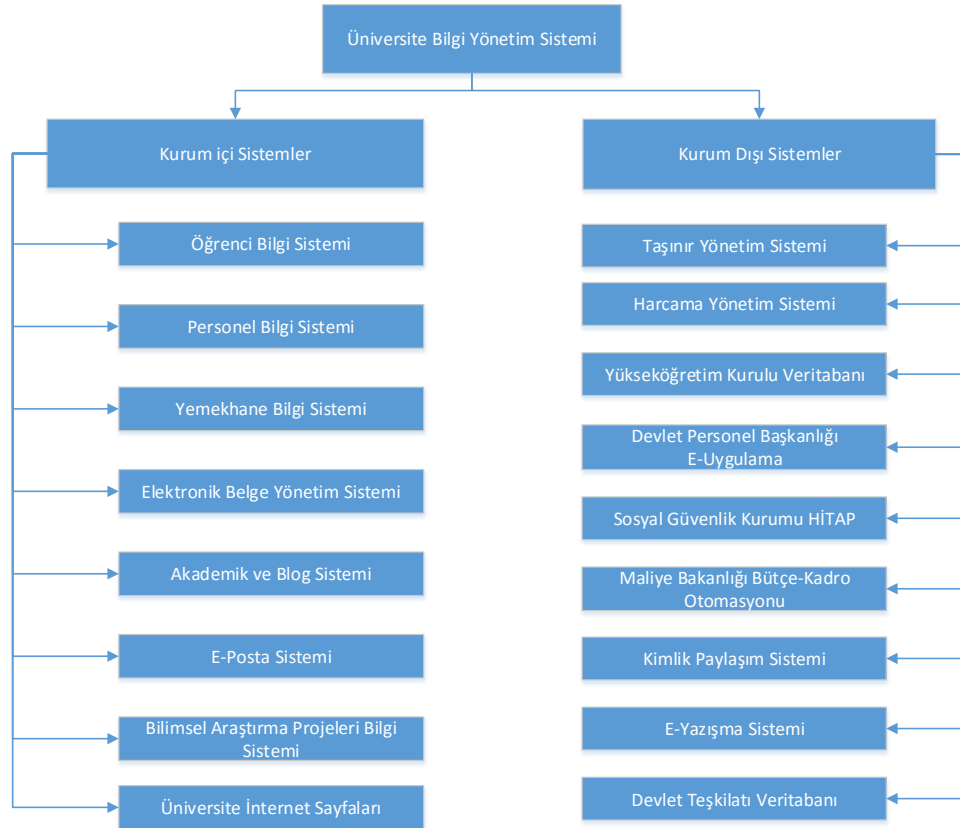 Üniversite Bilgi Yönetim Sistemi
Kurum içi Sistemler
Öğrenci Bilgi Sistemi
Personel Bilgi Sistemi
Yemekhane Bilgi Sistemi
Elektronik Belge Yönetim Sistemi
Akademik ve Blog Sistemi
E-Posta Sistemi
Bilimsel Araştırma Projeleri Bilgi
Sistemi
Üniversite İnternet Sayfaları
Kurum Dışı Sistemler
Taşınır Yönetim Sistemi
Harcama Yönetim Sistemi
Yükseköğretim Kurulu Veritabanı
Devlet Personel Başkanlığı
E-Uygulama
Sosyal Güvenlik Kurumu HİTAP
Maliye Bakanlığı Bütçe-Kadro
Otomasyonu
Kimlik Paylaşım Sistemi
E-Yazışma Sistemi
Devlet Teşkilatı Veritabanı